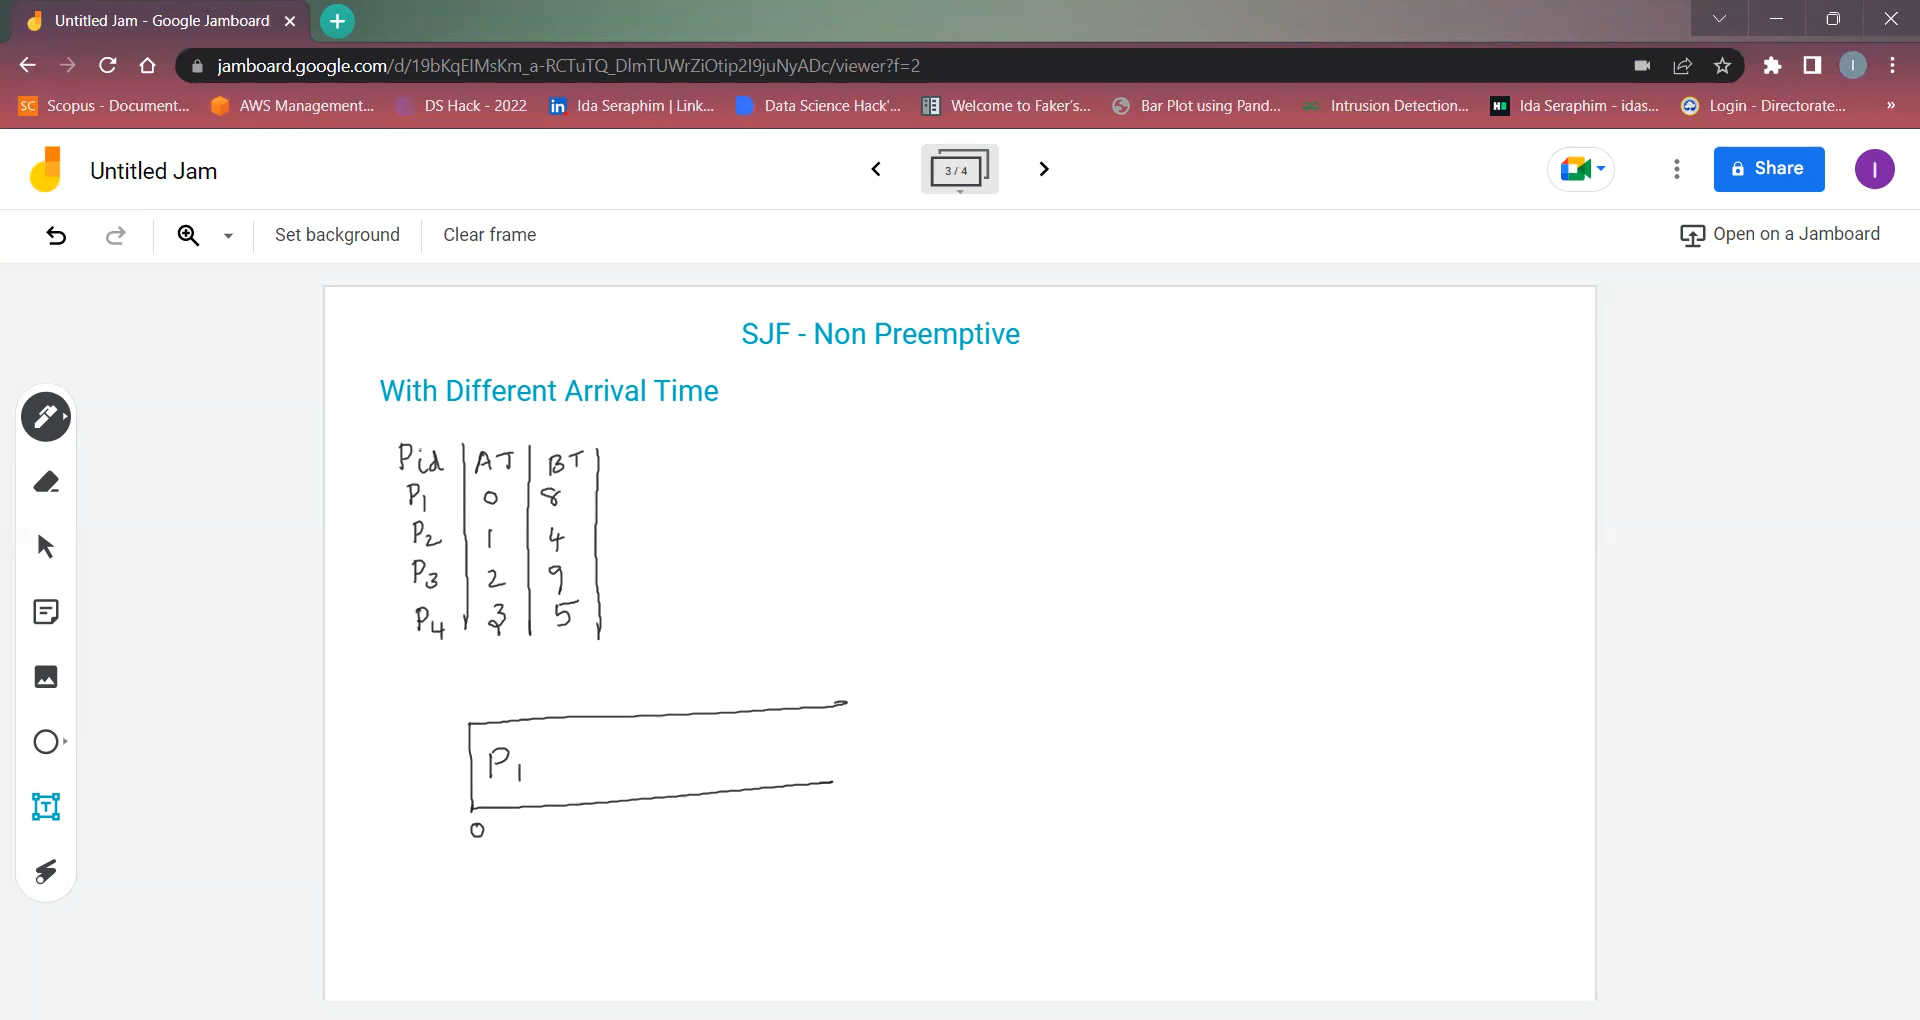 Untitled Jam - Google Jamboard
jamboard.google.com/d/19bKqEIMsKm_a-RCTuTQ_DlmTUWrZiOtip2I9juNyADc/viewer?f=2
SC Scopus - Document... AWS Management... DS Hack - 2022 in Ida Seraphim | Link... Data Science Hack'... Welcome to Faker's... Bar Plot using Pand... Intrusion Detection... Ida Seraphim - idas... Login - Directorate... »
Untitled Jam
3 / 4
Share
I
Set background
Clear frame
Open on a Jamboard
SJF - Non Preemptive
With Different Arrival Time
Pid AT BT
P1 0 8
P2 1 4
P3 2 9
P4 3 5
P1
0